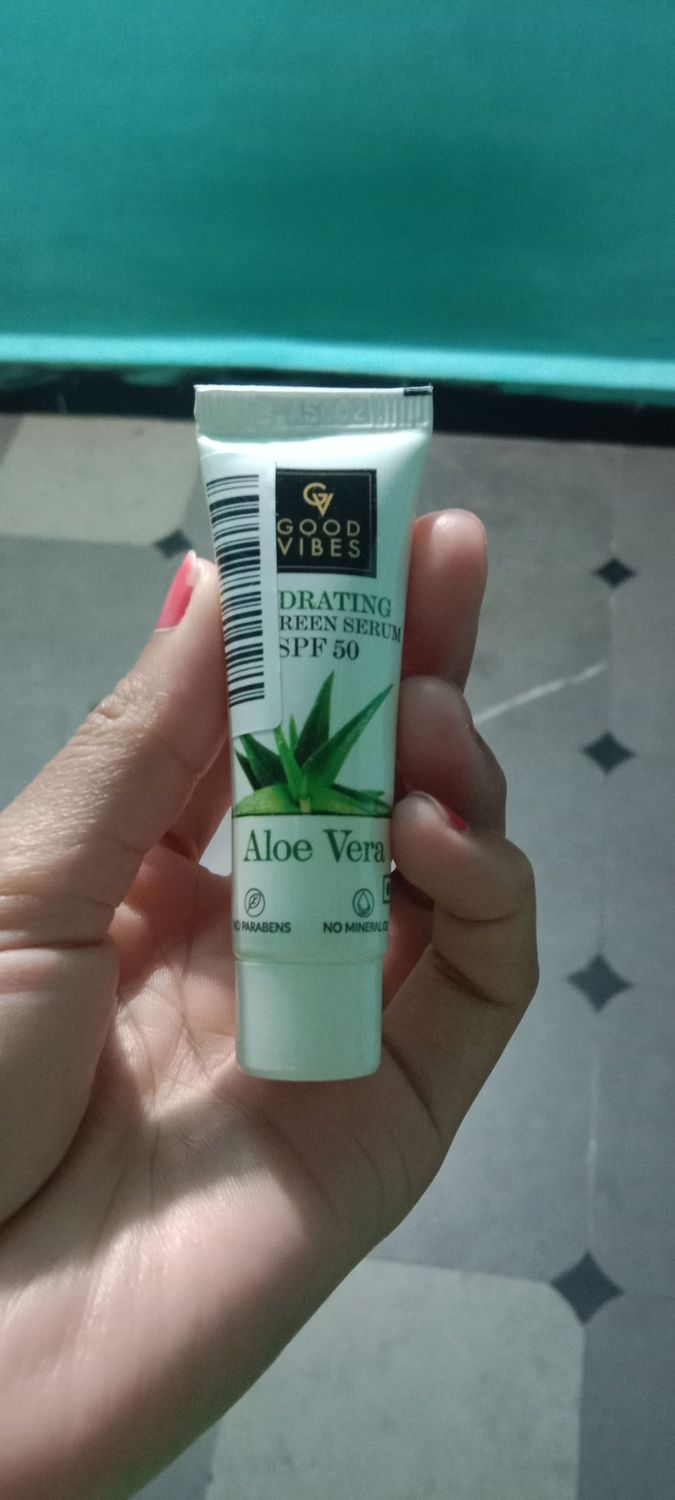 GOOD
VIBES
DRATING
REEN SERUM
SPF 50
Aloe Vera
NO PARABENS
NO MINERAL